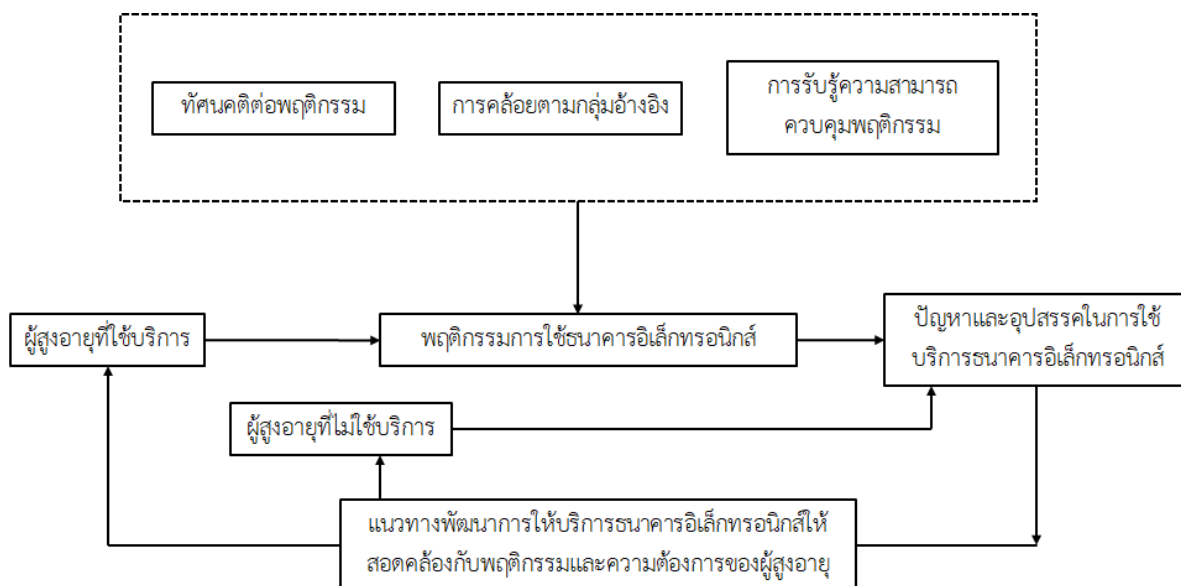 ทัศนคติต่อพฤติกรรม
การคล้อยตามกลุ่มอ้างอิง
การรับรู้ความสามารถ
ควบคุมพฤติกรรม
ผู้สูงอายุที่ใช้บริการ
พฤติกรรมการใช้ธนาคารอิเล็กทรอนิกส์
ปัญหาและอุปสรรคในการใช้
บริการธนาคารอิเล็กทรอนิกส์
ผู้สูงอายุที่ไม่ใช้บริการ
แนวทางพัฒนาการให้บริการธนาคารอิเล็กทรอนิกส์ให้
สอดคล้องกับพฤติกรรมและความต้องการของผู้สูงอายุ